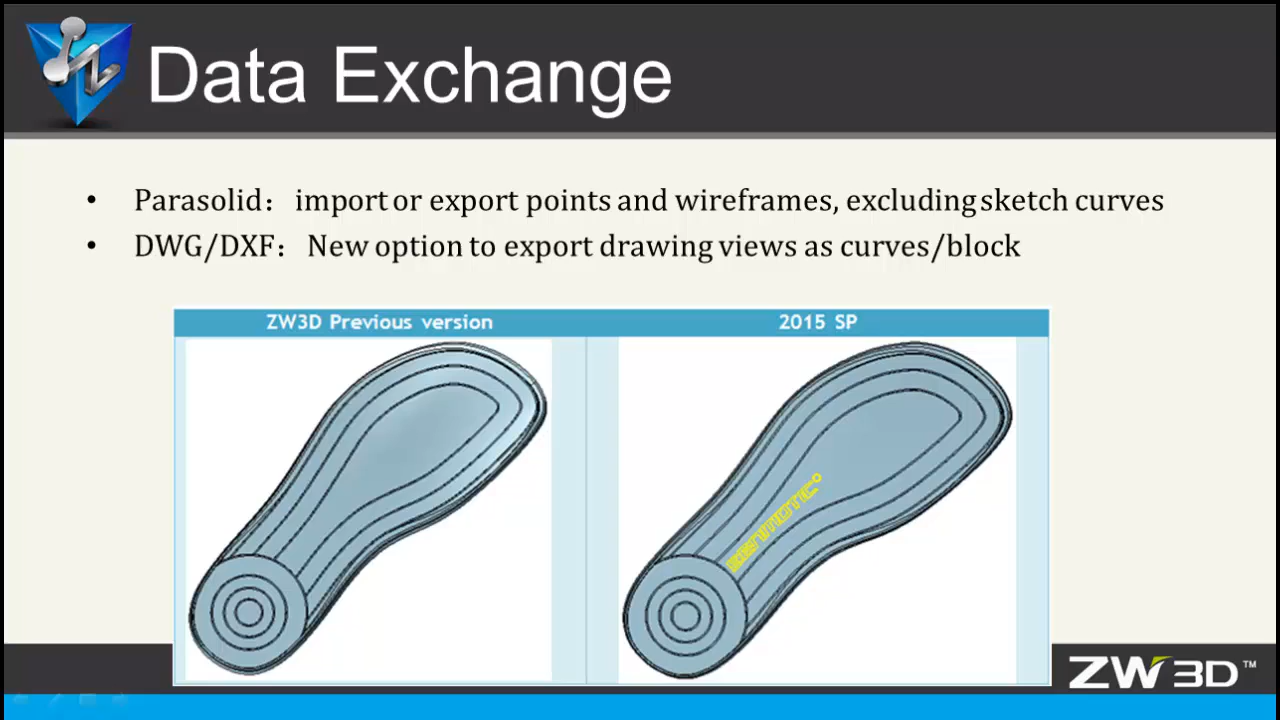 Data Exchange
• Parasolid： import or export points and wireframes, excluding sketch curves
• DWG/DXF： New option to export drawing views as curves/block
ZW3D Previous version 2015 SP
ZW3D™